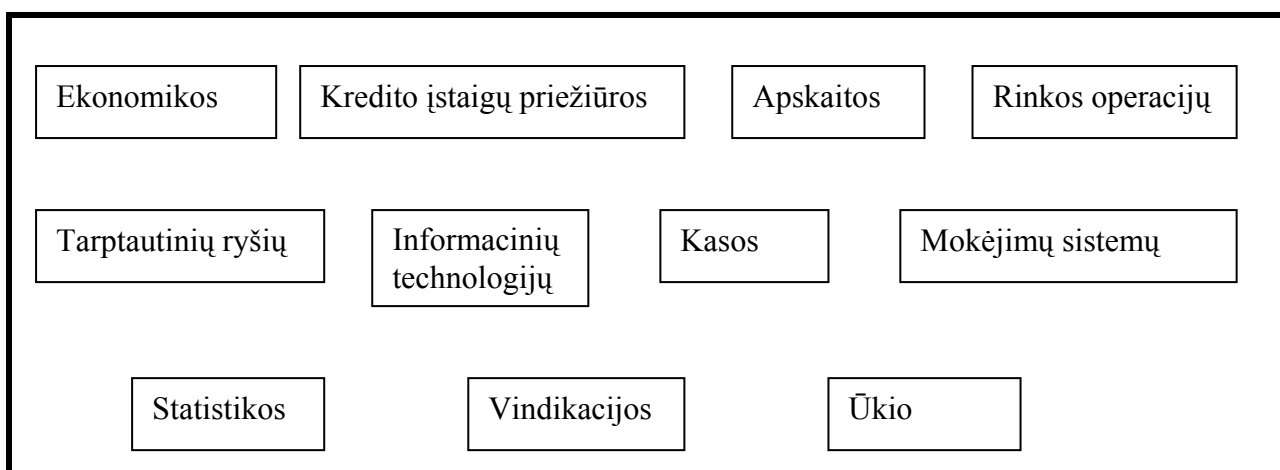 Ekonomikos
Kredito įstaigų priežiūros
Apskaitos
Rinkos operacijų
Tarptautinių ryšių
Informacinių
technologijų
Kasos
Mokėjimų sistemų
Statistikos
Vindikacijos
Ūkio